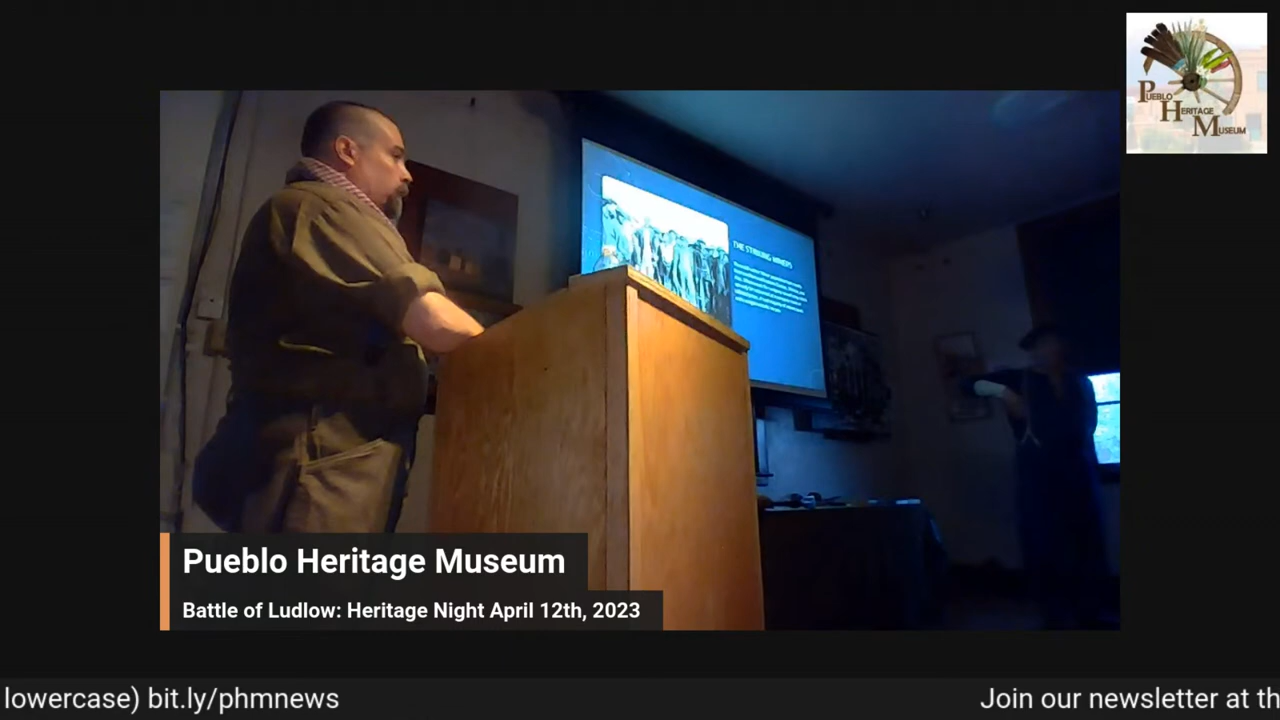 PUEBLO
HERITAGE
MUSEUM
THE STRIKING MINERS
Pueblo Heritage Museum
Battle of Ludlow: Heritage Night April 12th, 2023
lowercase) bit.ly/phmnews
Join our newsletter at th